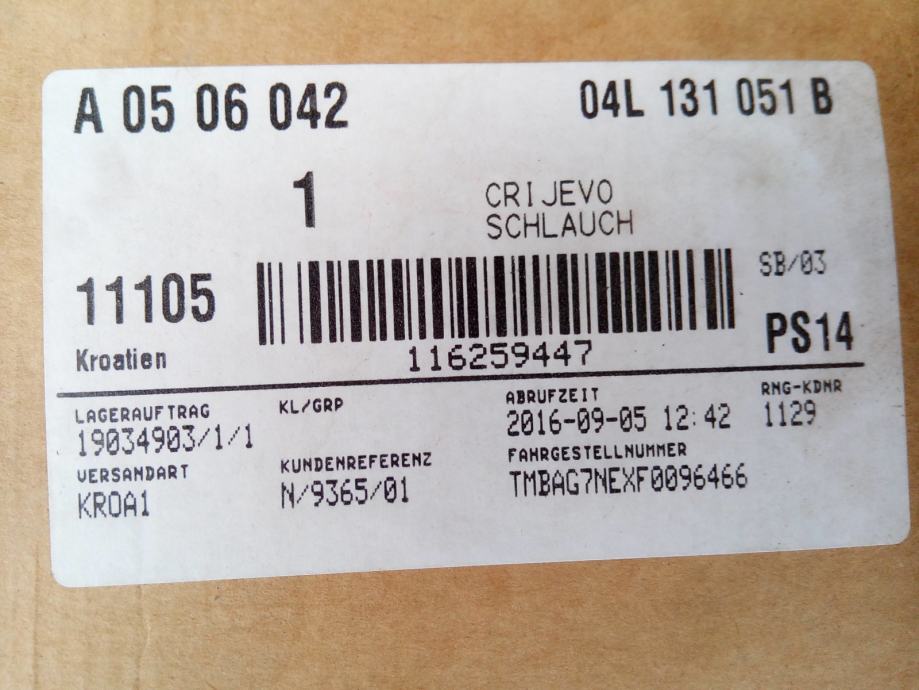 A 05 06 042 04L 131 051 B
1 CRIJEVO
SCHLAUCH
SB/03
11105
PS14
Kroatien 116259447
LAGERAUFTRAG KL/GRP ABRUFZEIT RNG-KDNR
19034903/1/1 2016-09-05 12:42 1129
VERSANDART KUNDENREFERENZ FAHRGESTELLNUMMER
KROA1 N/9365/01 TMBAG7NEXF0096466